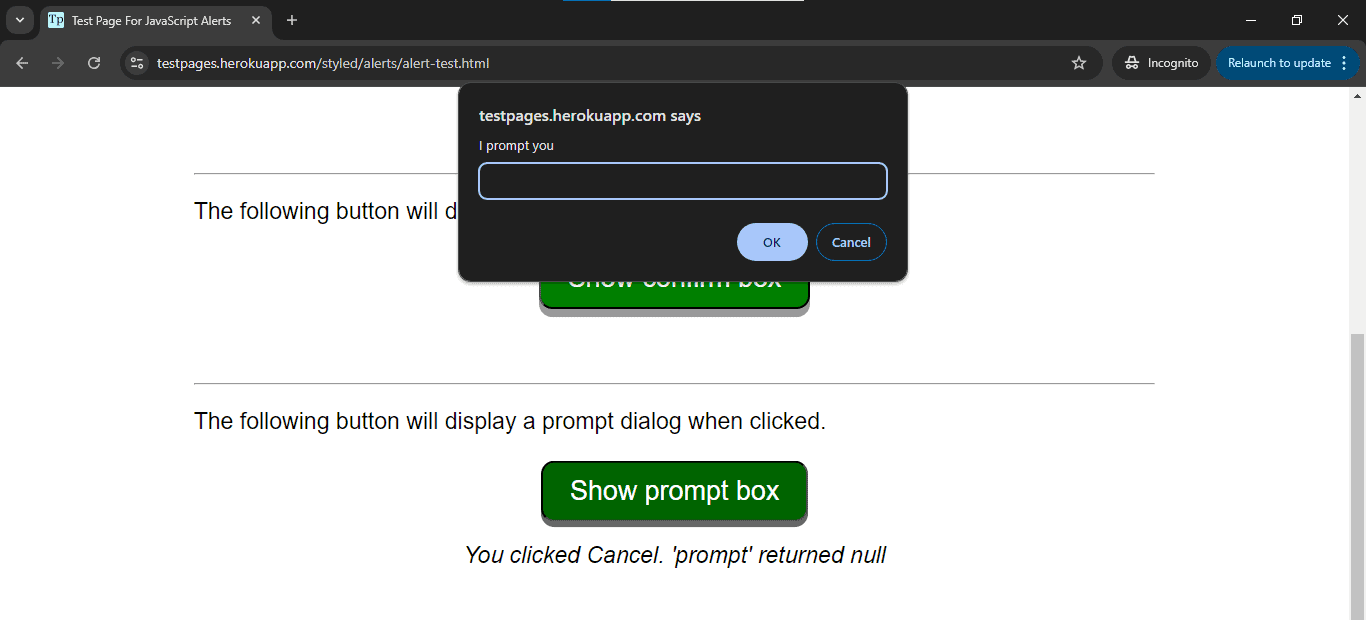 Tp Test Page For JavaScript Alerts
testpages.herokuapp.com/styled/alerts/alert-test.html
Incognito
Relaunch to update
testpages.herokuapp.com says
I prompt you
OK
Cancel
The following button will d
Show confirm box
The following button will display a prompt dialog when clicked.
Show prompt box
You clicked Cancel. 'prompt' returned null